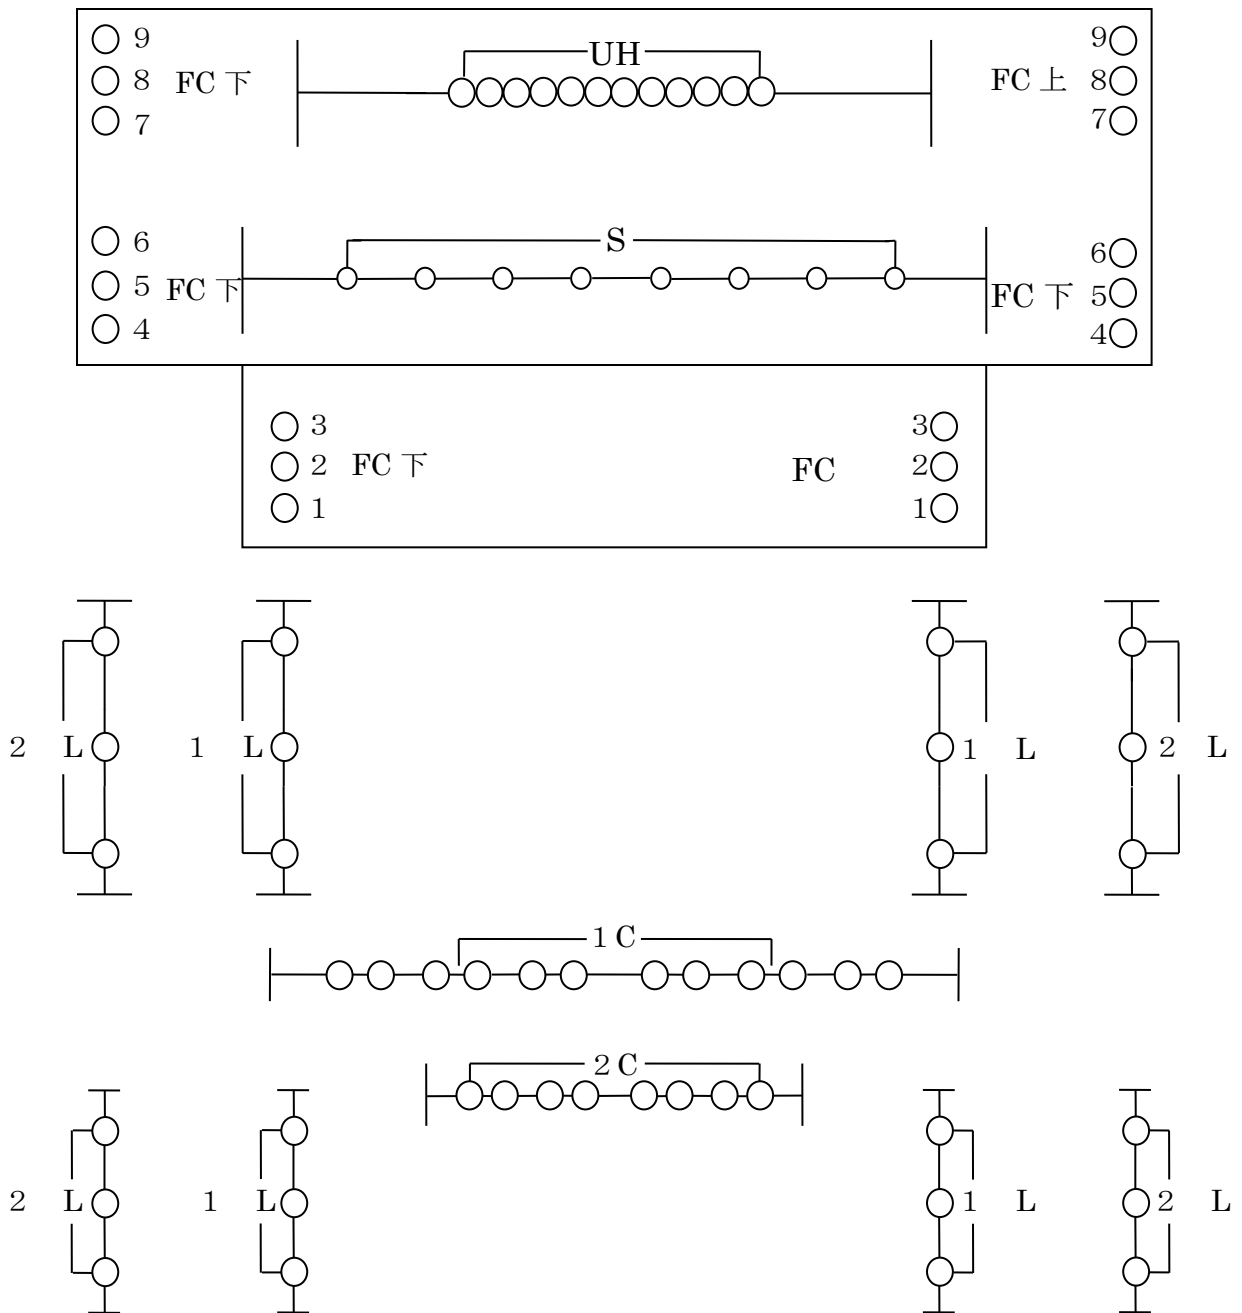 9 UH 9
8 FC 下 FC 上 8
7 7
6 S 6
5 FC 下 FC 下 5
4 4
3 3
2 FC 下 FC 2
1 1
2 L 1 L 1 L 2 L
1 C
2 C
2 L 1 L 1 L 2 L